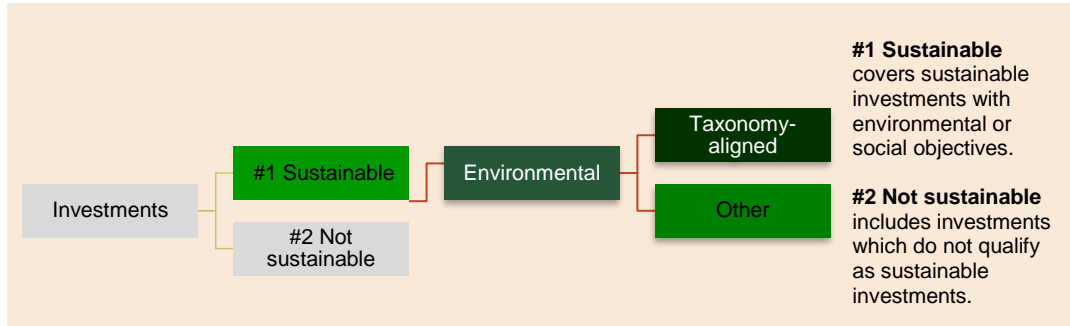 Investments
#1 Sustainable
#2 Not
sustainable
Environmental
Taxonomy-
aligned
Other
#1 Sustainable
covers sustainable
investments with
environmental or
social objectives.
#2 Not sustainable
includes investments
which do not qualify
as sustainable
investments.